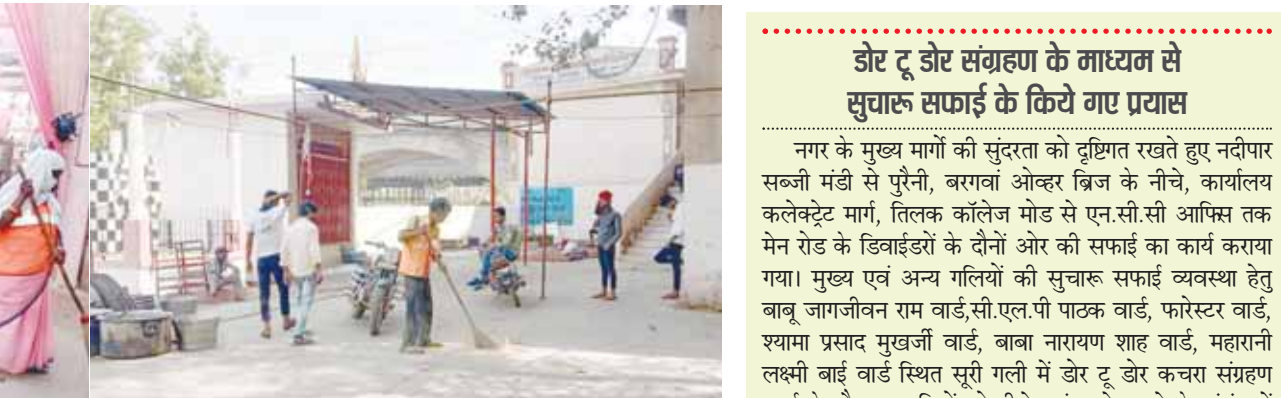 डोर टू डोर संग्रहण के माध्यम से
सुचारू सफाई के किये गए प्रयास
नगर के मुख्य मार्गो की सुंदरता को दृष्टिगत रखते हुए नदीपार
सब्जी मंडी से पुरैनी, बरगवां ओव्हर ब्रिज के नीचे, कार्यालय
कलेक्ट्रेट मार्ग, तिलक कॉलेज मोड से एन.सी.सी आफिस तक
मेन रोड के डिवाईडरों के दौनों ओर की सफाई का कार्य कराया
गया। मुख्य एवं अन्य गलियों की सुचारू सफाई व्यवस्था हेतु
बाबू जागजीवन राम वार्ड,सी.एल.पी पाठक वार्ड, फारेस्टर वार्ड,
श्यामा प्रसाद मुखर्जी वार्ड, बाबा नारायण शाह वार्ड, महारानी
लक्ष्मी बाई वार्ड स्थित सूरी गली में डोर टू डोर कचरा संग्रहण